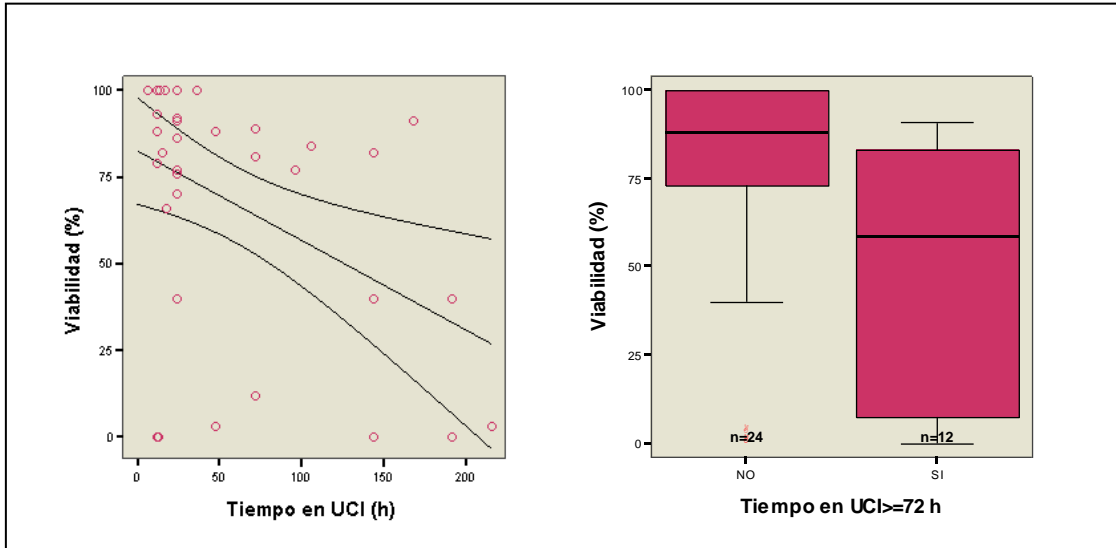 Viabilidad (%)
100
75
50
25
0
0
50
100
150
200
Tiempo en UCI (h)
Viabilidad (%)
100
75
50
25
0
n=24
n=12
NO
SI
Tiempo en UCI>=72 h